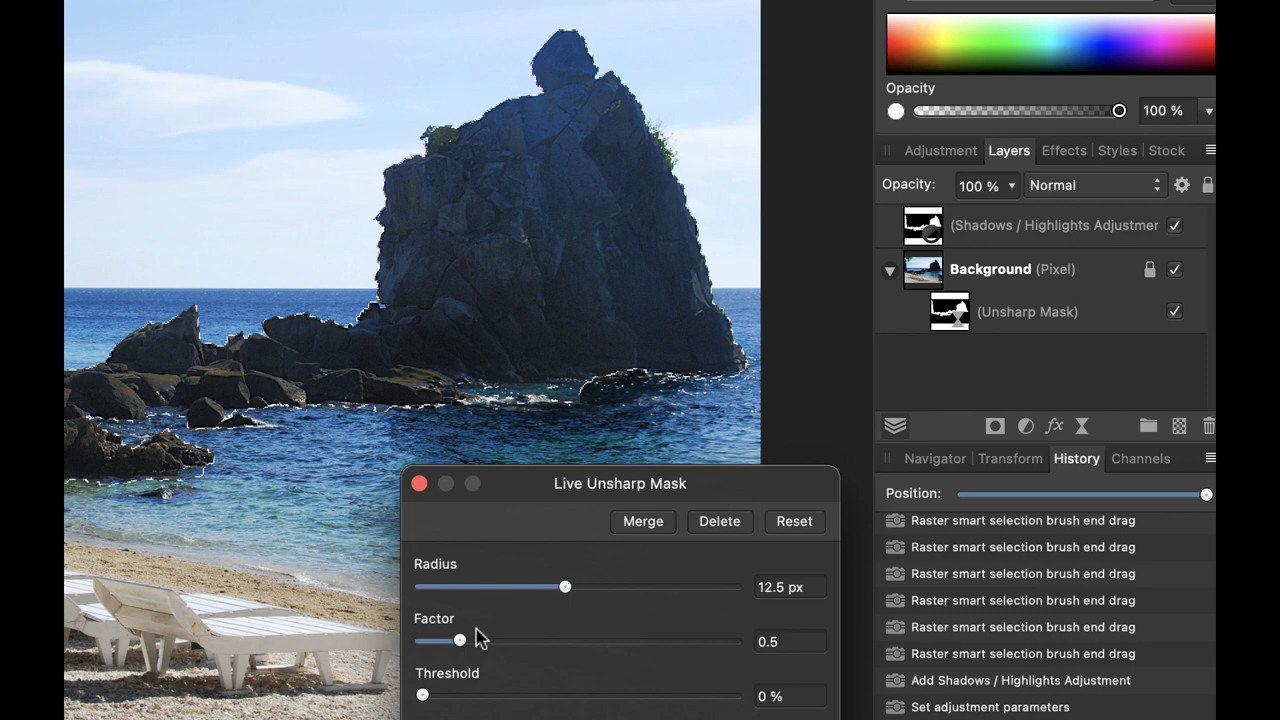 Opacity
100 %
Adjustment Layers Effects Styles Stock
Opacity: 100 % Normal
(Shadows / Highlights Adjustmer
Background (Pixel)
(Unsharp Mask)
fx
Navigator Transform History Channels
Position:
Raster smart selection brush end drag
Raster smart selection brush end drag
Raster smart selection brush end drag
Raster smart selection brush end drag
Raster smart selection brush end drag
Raster smart selection brush end drag
Add Shadows / Highlights Adjustment
Set adjustment parameters
Live Unsharp Mask
Merge Delete Reset
Radius
12.5 px
Factor
0.5
Threshold
0 %